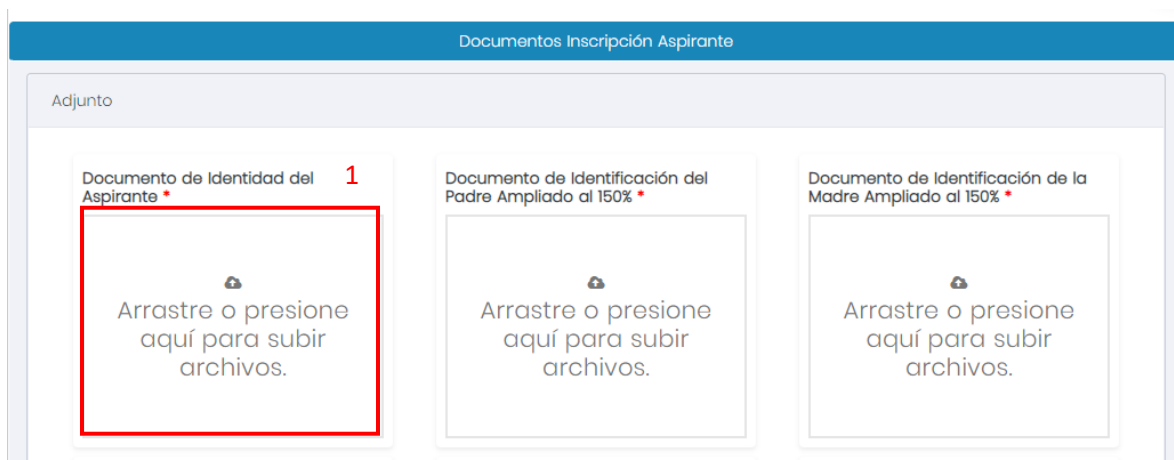 Documentos Inscripción Aspirante
Adjunto
Documento de Identidad del
Aspirante *
1
Arrastre o presione
aquí para subir
archivos.
Documento de Identificación del
Padre Ampliado al 150% *
Arrastre o presione
aquí para subir
archivos.
Documento de Identificación de la
Madre Ampliado al 150% *
Arrastre o presione
aquí para subir
archivos.